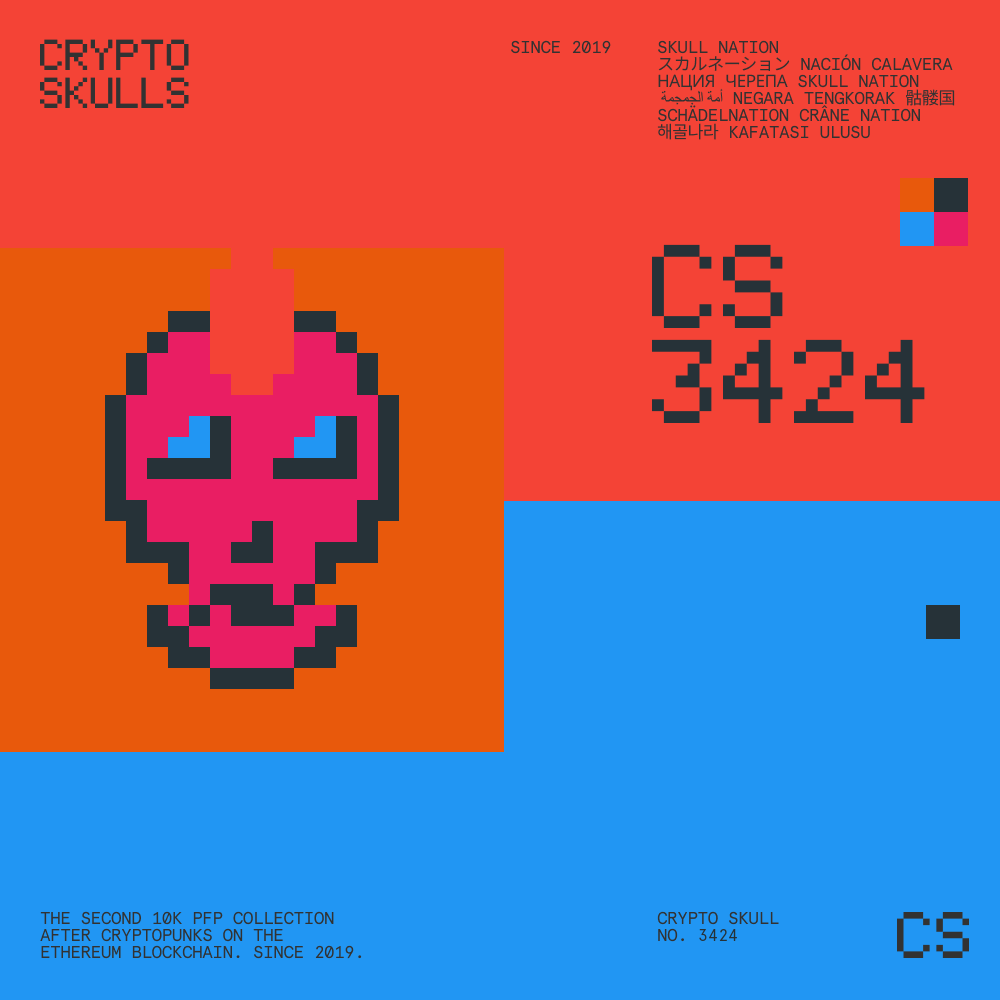 CRYPTO
SKULLS
SINCE 2019
SKULL NATION
スカルネーション NACIÓN CALAVERA
НАЦИЯ ЧЕРЕПА SKULL NATION
أمة الجمجمة NEGARA TENGKORAK 骷髅国
SCHÄDELNATION CRÂNE NATION
해골나라 KAFATASI ULUSU
CS
3424
THE SECOND 10K PFP COLLECTION
AFTER CRYPTOPUNKS ON THE
ETHEREUM BLOCKCHAIN. SINCE 2019.
CRYPTO SKULL
NO. 3424
CS